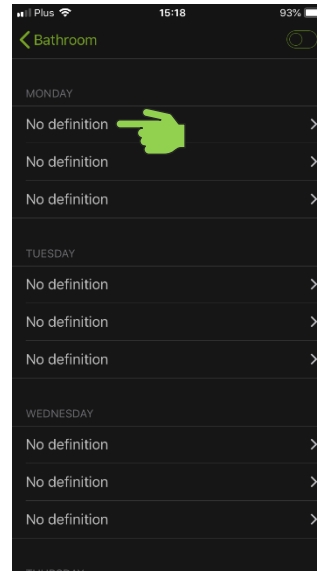 Plus 15:18 93%
Bathroom
MONDAY
No definition
No definition
No definition
TUESDAY
No definition
No definition
No definition
WEDNESDAY
No definition
No definition
No definition